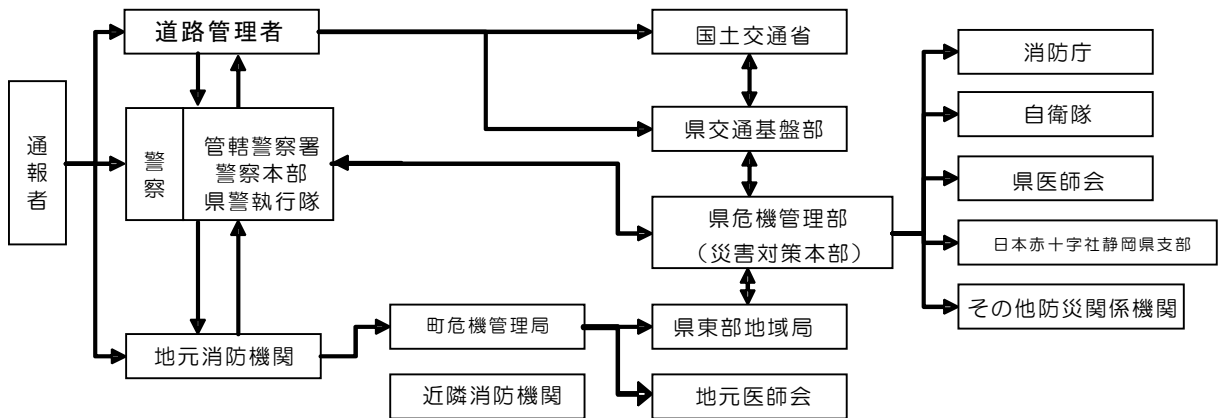 通報者
道路管理者
警察
管轄警察署
警察本部
県警執行隊
地元消防機関
町危機管理局
近隣消防機関
国土交通省
県交通基盤部
県危機管理部
（災害対策本部）
県東部地域局
地元医師会
消防庁
自衛隊
県医師会
日本赤十字社静岡県支部
その他防災関係機関